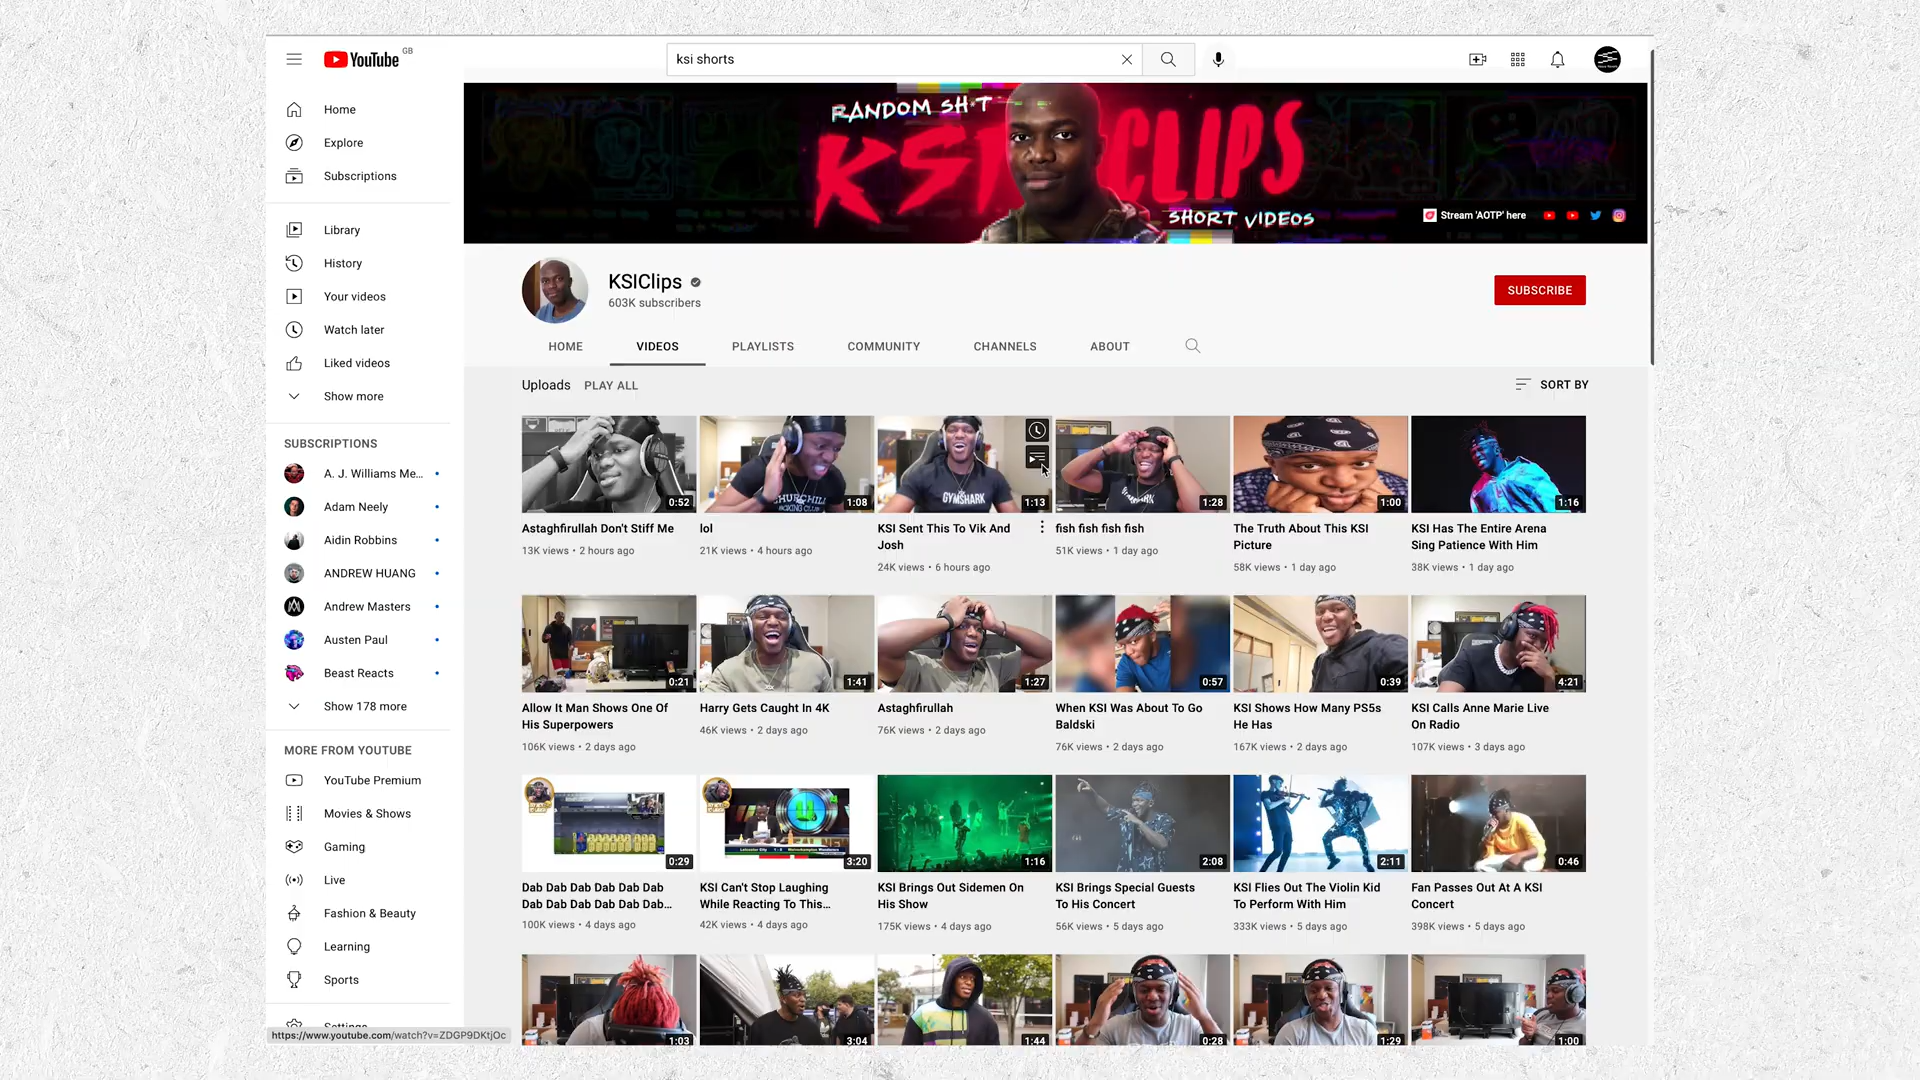 YouTube GB
ksi shorts
Home
Explore
Subscriptions
Library
History
Your videos
Watch later
Liked videos
Show more
SUBSCRIPTIONS
A. J. Williams Me...
Adam Neely
Aidin Robbins
ANDREW HUANG
Andrew Masters
Austen Paul
Beast Reacts
Show 178 more
MORE FROM YOUTUBE
YouTube Premium
Movies & Shows
Gaming
Live
Fashion & Beauty
Learning
Sports
Settings
https://www.youtube.com/watch?v=ZDGP9DKtjOc
RANDOM SH*T
KSI CLIPS
SHORT VIDEOS
Stream 'AOTP' here
KSIClips
603K subscribers
SUBSCRIBE
HOME VIDEOS PLAYLISTS COMMUNITY CHANNELS ABOUT
Uploads PLAY ALL SORT BY
GYMSHARK
0:52 1:08 1:13 1:28 1:00 1:16
Astaghfirullah Don't Stiff Me
13K views • 2 hours ago
lol
21K views • 4 hours ago
KSI Sent This To Vik And
Josh
24K views • 6 hours ago
fish fish fish fish
51K views • 1 day ago
The Truth About This KSI
Picture
58K views • 1 day ago
KSI Has The Entire Arena
Sing Patience With Him
38K views • 1 day ago
0:21 1:41 1:27 0:57 0:39 4:21
Allow It Man Shows One Of
His Superpowers
106K views • 2 days ago
Harry Gets Caught In 4K
46K views • 2 days ago
Astaghfirullah
76K views • 2 days ago
When KSI Was About To Go
Baldski
76K views • 2 days ago
KSI Shows How Many PS5s
He Has
167K views • 2 days ago
KSI Calls Anne Marie Live
On Radio
107K views • 3 days ago
0:29 3:20 1:16 2:08 2:11 0:46
Dab Dab Dab Dab Dab Dab
Dab Dab Dab Dab Dab Dab...
100K views • 4 days ago
KSI Can't Stop Laughing
While Reacting To This...
42K views • 4 days ago
KSI Brings Out Sidemen On
His Show
175K views • 4 days ago
KSI Brings Special Guests
To His Concert
56K views • 5 days ago
KSI Flies Out The Violin Kid
To Perform With Him
333K views • 5 days ago
Fan Passes Out At A KSI
Concert
398K views • 5 days ago
1:03 3:04 1:44 0:28 1:29 1:00